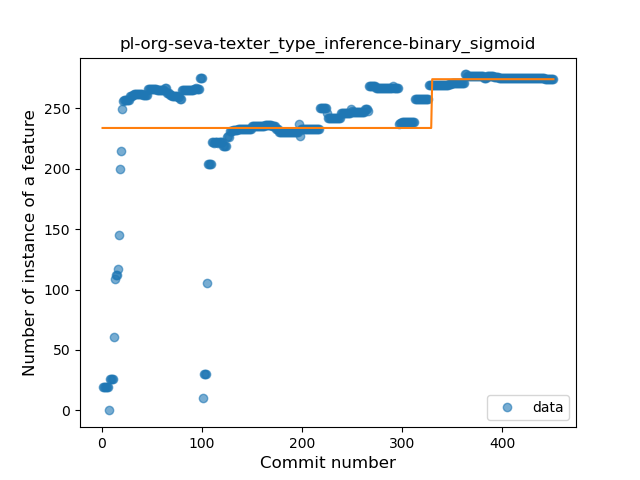 pl-org-seva-texter_type_inference-binary_sigmoid
Number of instance of a feature
250
200
150
100
50
0
0 100 200 300 400
Commit number
data